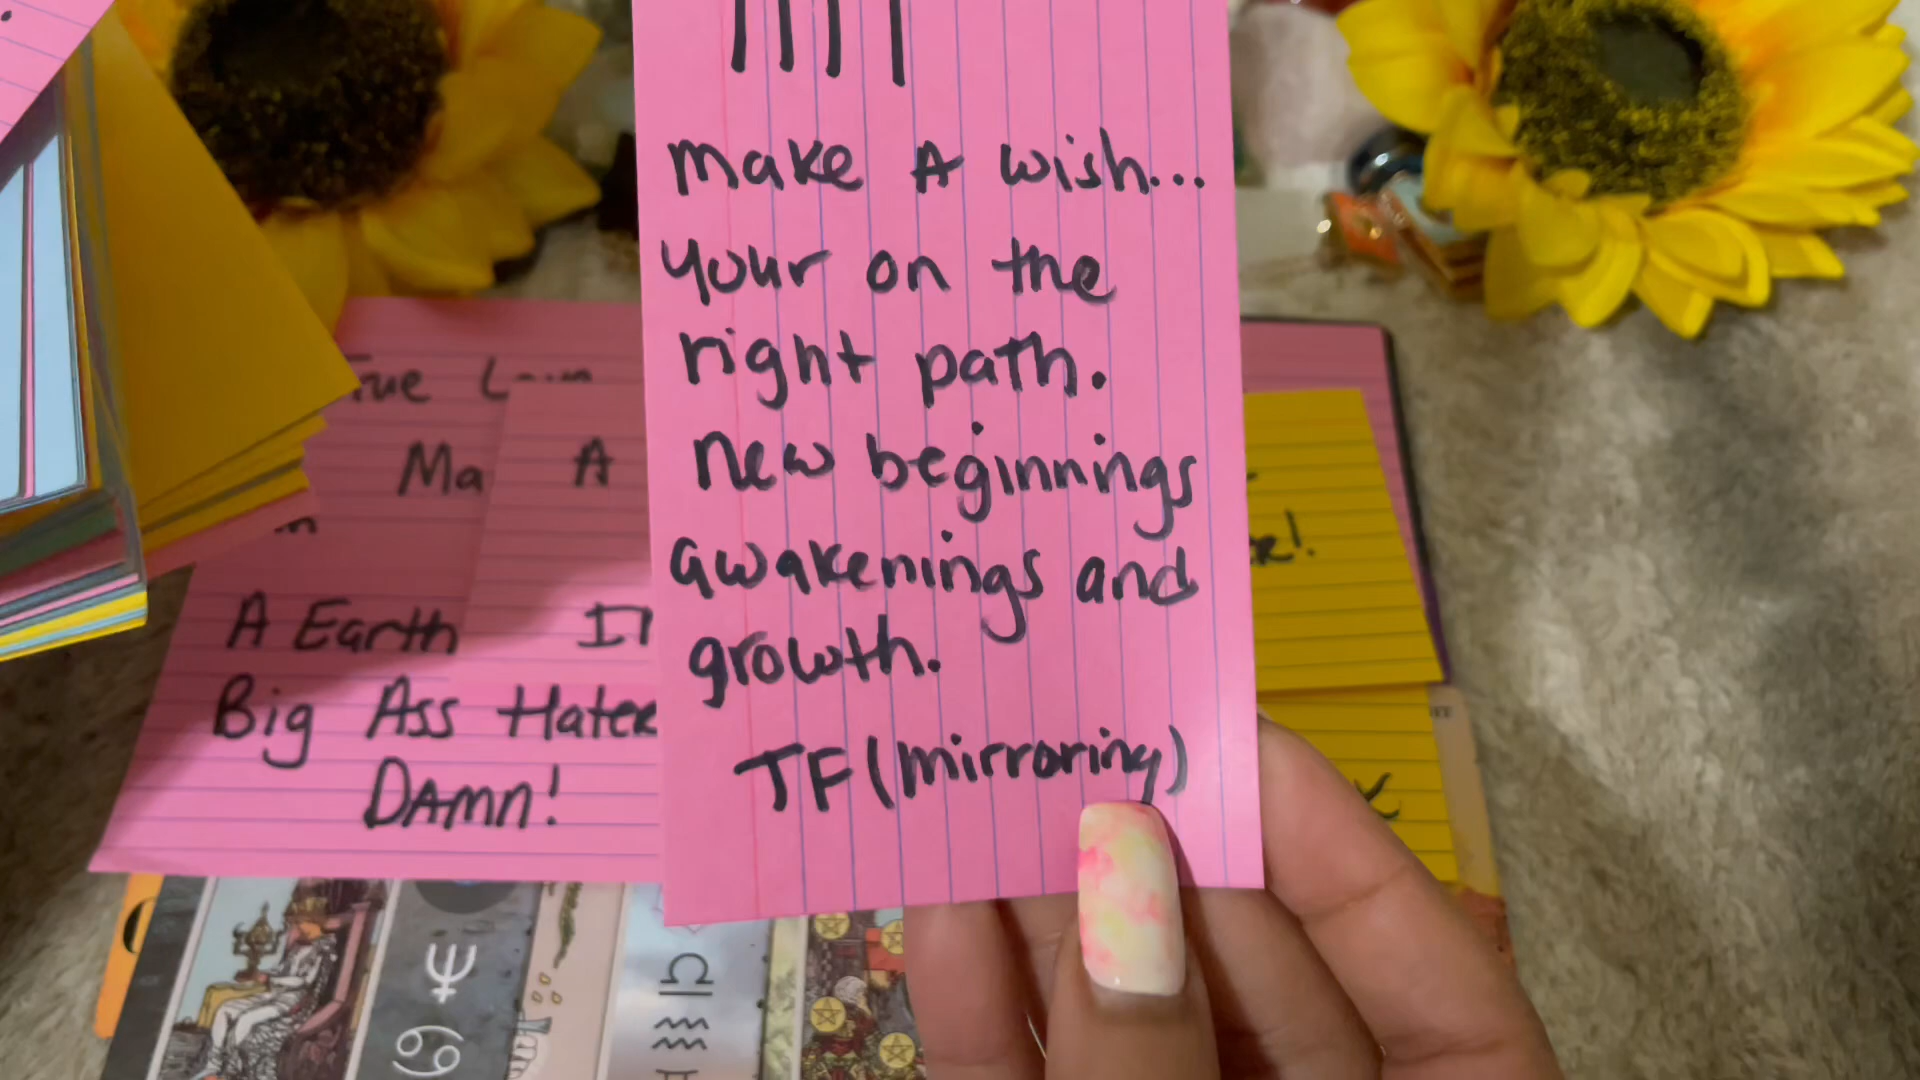 1111
make A wish...
your on the
right path.
new beginnings
awakenings and
growth.
TF (mirroring)
Ma
A
A Earth
Big Ass Hater
DAmn!